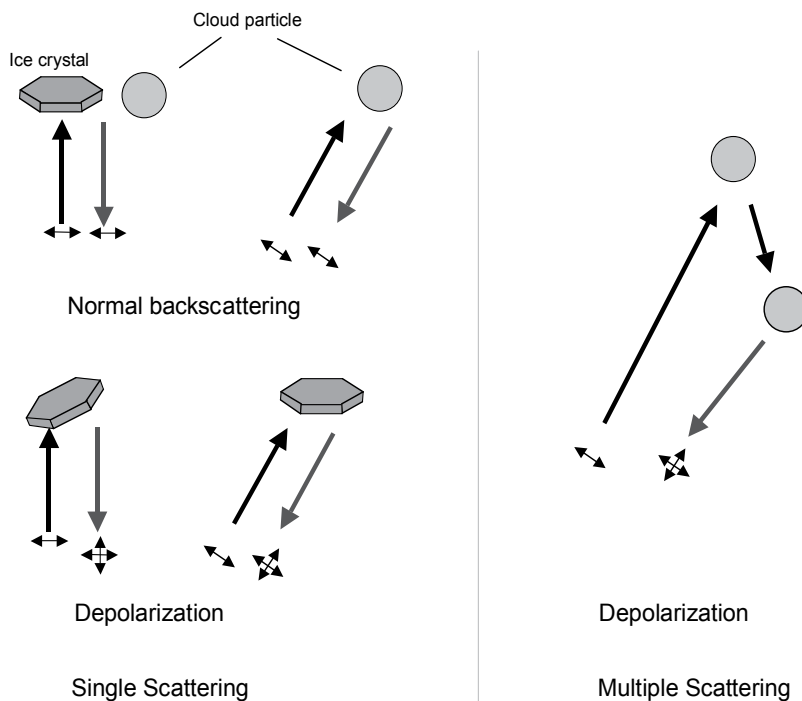 Cloud particle
Ice crystal
Normal backscattering
Depolarization
Single Scattering
Depolarization
Multiple Scattering